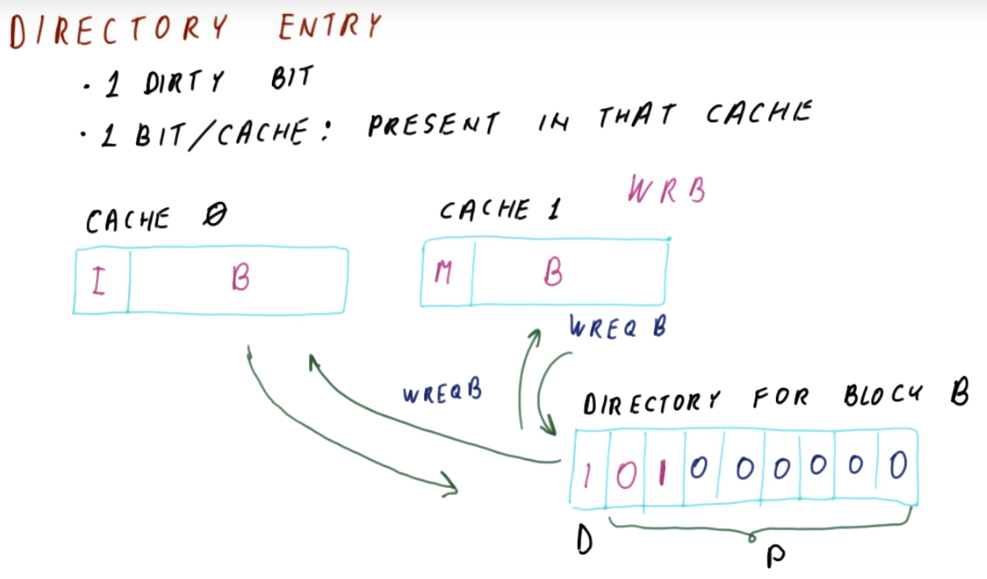 DIRECTORY ENTRY
· 1 DIRTY BIT
· 1 BIT/CACHE: PRESENT IN THAT CACHE
WRB
CACHE 0
CACHE 1
I B
M B
WREQ B
WREQB
DIRECTORY FOR BLOCK B
1 0 1 0 0 0 0 0 0
D
P